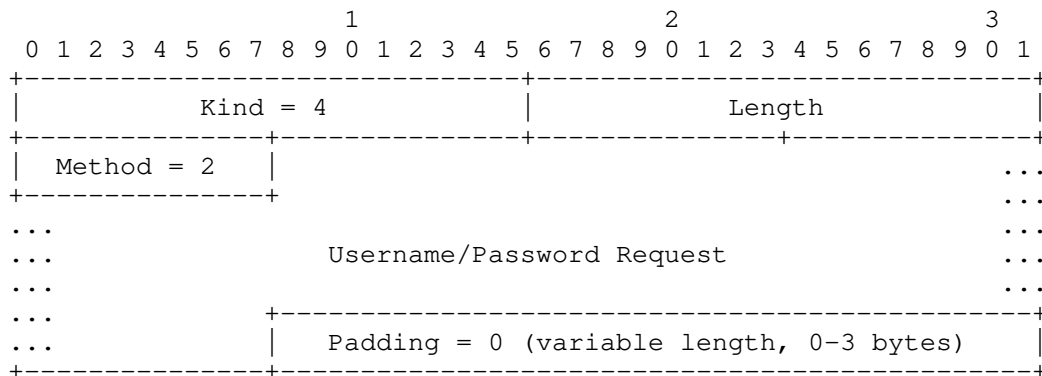 1 2 3
0 1 2 3 4 5 6 7 8 9 0 1 2 3 4 5 6 7 8 9 0 1 2 3 4 5 6 7 8 9 0 1
Kind = 4 Length
Method = 2 ...
...
... ...
... Username/Password Request ...
... ...
...
... Padding = 0 (variable length, 0-3 bytes)